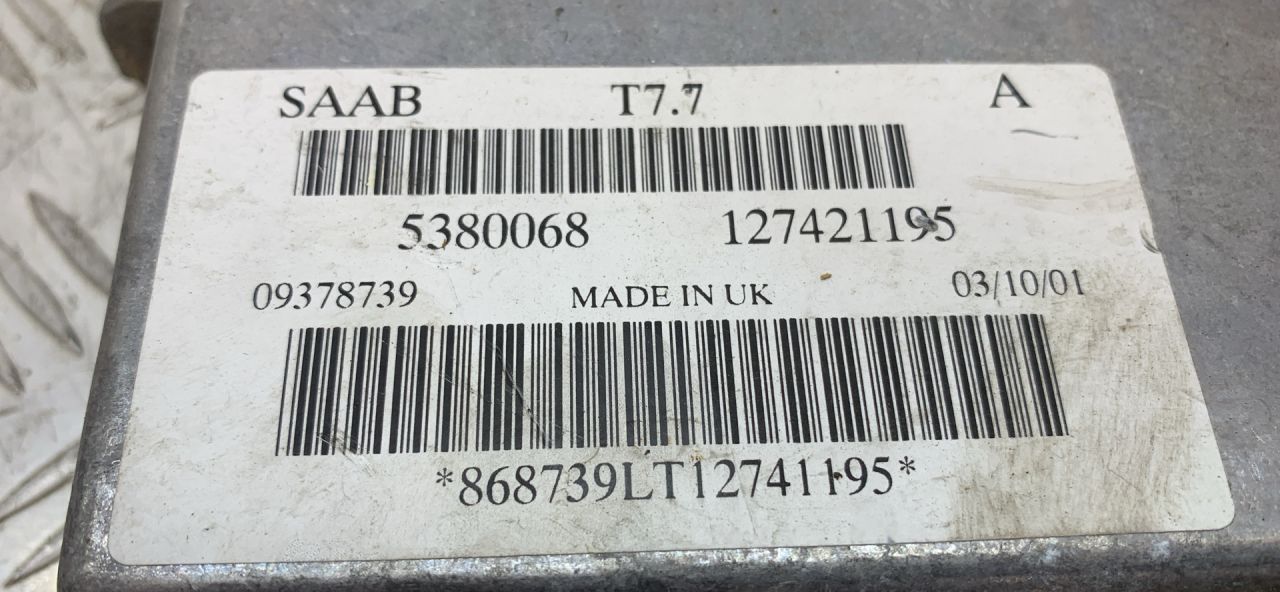 SAAB T7.7 A
5380068 127421195
09378739 MADE IN UK 03/10/01
*868739LT12741195*